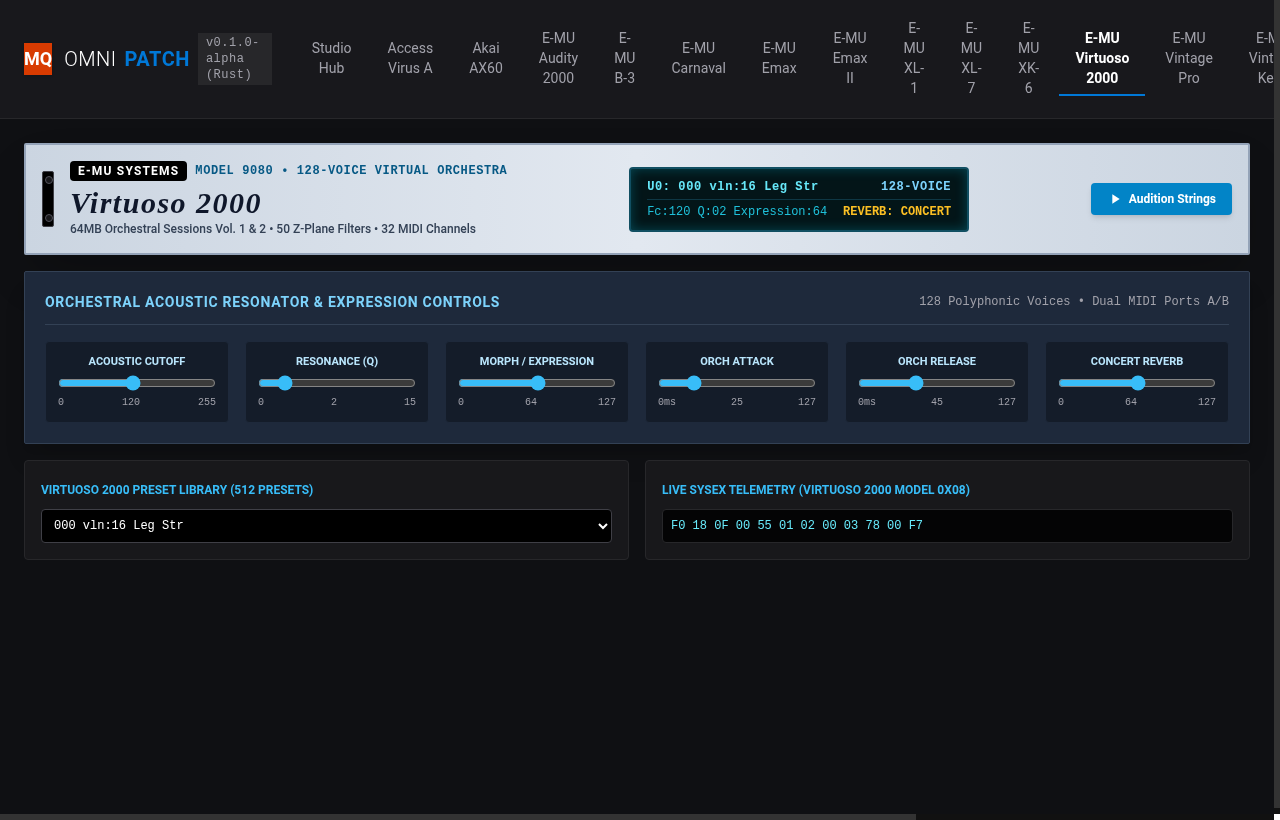 MQ OMNI PATCH
v0.1.0-
alpha
(Rust)
Studio
Hub
Access
Virus A
Akai
AX60
E-MU
Audity
2000
E-
MU
B-3
E-MU
Carnaval
E-MU
Emax
E-MU
Emax
II
E-
MU
XL-
1
E-
MU
XL-
7
E-
MU
XK-
6
E-MU
Virtuoso
2000
E-MU
Vintage
Pro
E-MU SYSTEMS MODEL 9080 • 128-VOICE VIRTUAL ORCHESTRA
Virtuoso 2000
64MB Orchestral Sessions Vol. 1 & 2 • 50 Z-Plane Filters • 32 MIDI Channels
U0: 000 vln:16 Leg Str 128-VOICE
Fc:120 Q:02 Expression:64 REVERB: CONCERT
Audition Strings
ORCHESTRAL ACOUSTIC RESONATOR & EXPRESSION CONTROLS
128 Polyphonic Voices • Dual MIDI Ports A/B
ACOUSTIC CUTOFF
0 120 255
RESONANCE (Q)
0 2 15
MORPH / EXPRESSION
0 64 127
ORCH ATTACK
0ms 25 127
ORCH RELEASE
0ms 45 127
CONCERT REVERB
0 64 127
VIRTUOSO 2000 PRESET LIBRARY (512 PRESETS)
000 vln:16 Leg Str
LIVE SYSEX TELEMETRY (VIRTUOSO 2000 MODEL 0X08)
F0 18 0F 00 55 01 02 00 03 78 00 F7